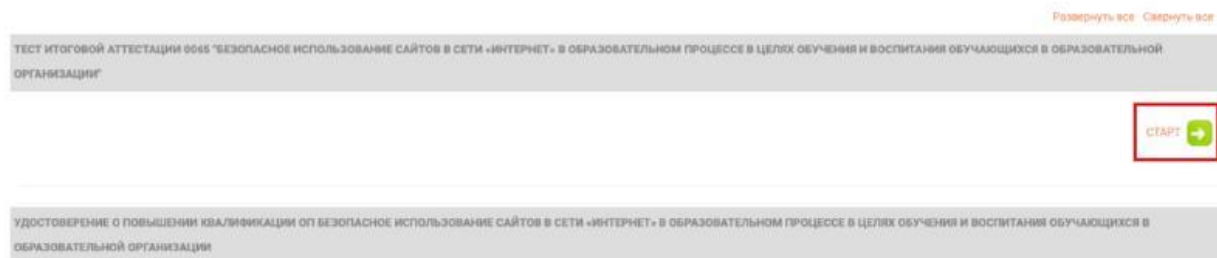 Развернуть все Свернуть все
ТЕСТ ИТОГОВОЙ АТТЕСТАЦИИ 0065 "БЕЗОПАСНОЕ ИСПОЛЬЗОВАНИЕ САЙТОВ В СЕТИ «ИНТЕРНЕТ» В ОБРАЗОВАТЕЛЬНОМ ПРОЦЕССЕ В ЦЕЛЯХ ОБУЧЕНИЯ И ВОСПИТАНИЯ ОБУЧАЮЩИХСЯ В ОБРАЗОВАТЕЛЬНОЙ
ОРГАНИЗАЦИИ"
СТАРТ
УДОСТОВЕРЕНИЕ О ПОВЫШЕНИИ КВАЛИФИКАЦИИ ОП БЕЗОПАСНОЕ ИСПОЛЬЗОВАНИЕ САЙТОВ В СЕТИ «ИНТЕРНЕТ» В ОБРАЗОВАТЕЛЬНОМ ПРОЦЕССЕ В ЦЕЛЯХ ОБУЧЕНИЯ И ВОСПИТАНИЯ ОБУЧАЮЩИХСЯ В
ОБРАЗОВАТЕЛЬНОЙ ОРГАНИЗАЦИИ